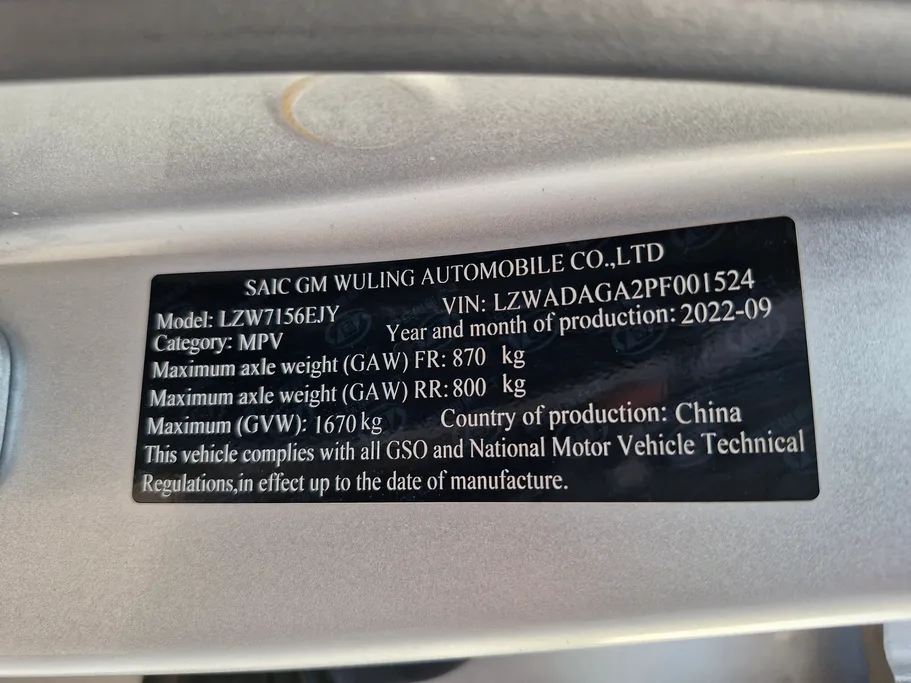 SAIC GM WULING AUTOMOBILE CO.,LTD
Model: LZW7156EJY VIN: LZWADAGA2PF001524
Category: MPV Year and month of production: 2022-09
Maximum axle weight (GAW) FR: 870 kg
Maximum axle weight (GAW) RR: 800 kg
Maximum (GVW): 1670 kg Country of production: China
This vehicle complies with all GSO and National Motor Vehicle Technical
Regulations,in effect up to the date of manufacture.